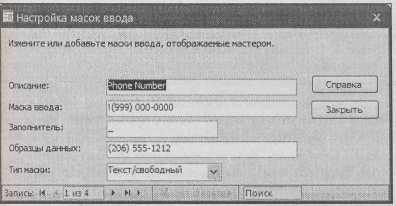 Настройка масок ввода
Измените или добавьте маски ввода, отображаемые мастером.
Описание: Phone Number Справка
Маска ввода: !(999) 000-0000 Закрыть
Заполнитель: _
Образцы данных: (206) 555-1212
Тип маски: Текст/свободный
Запись: 1 из 4 Поиск